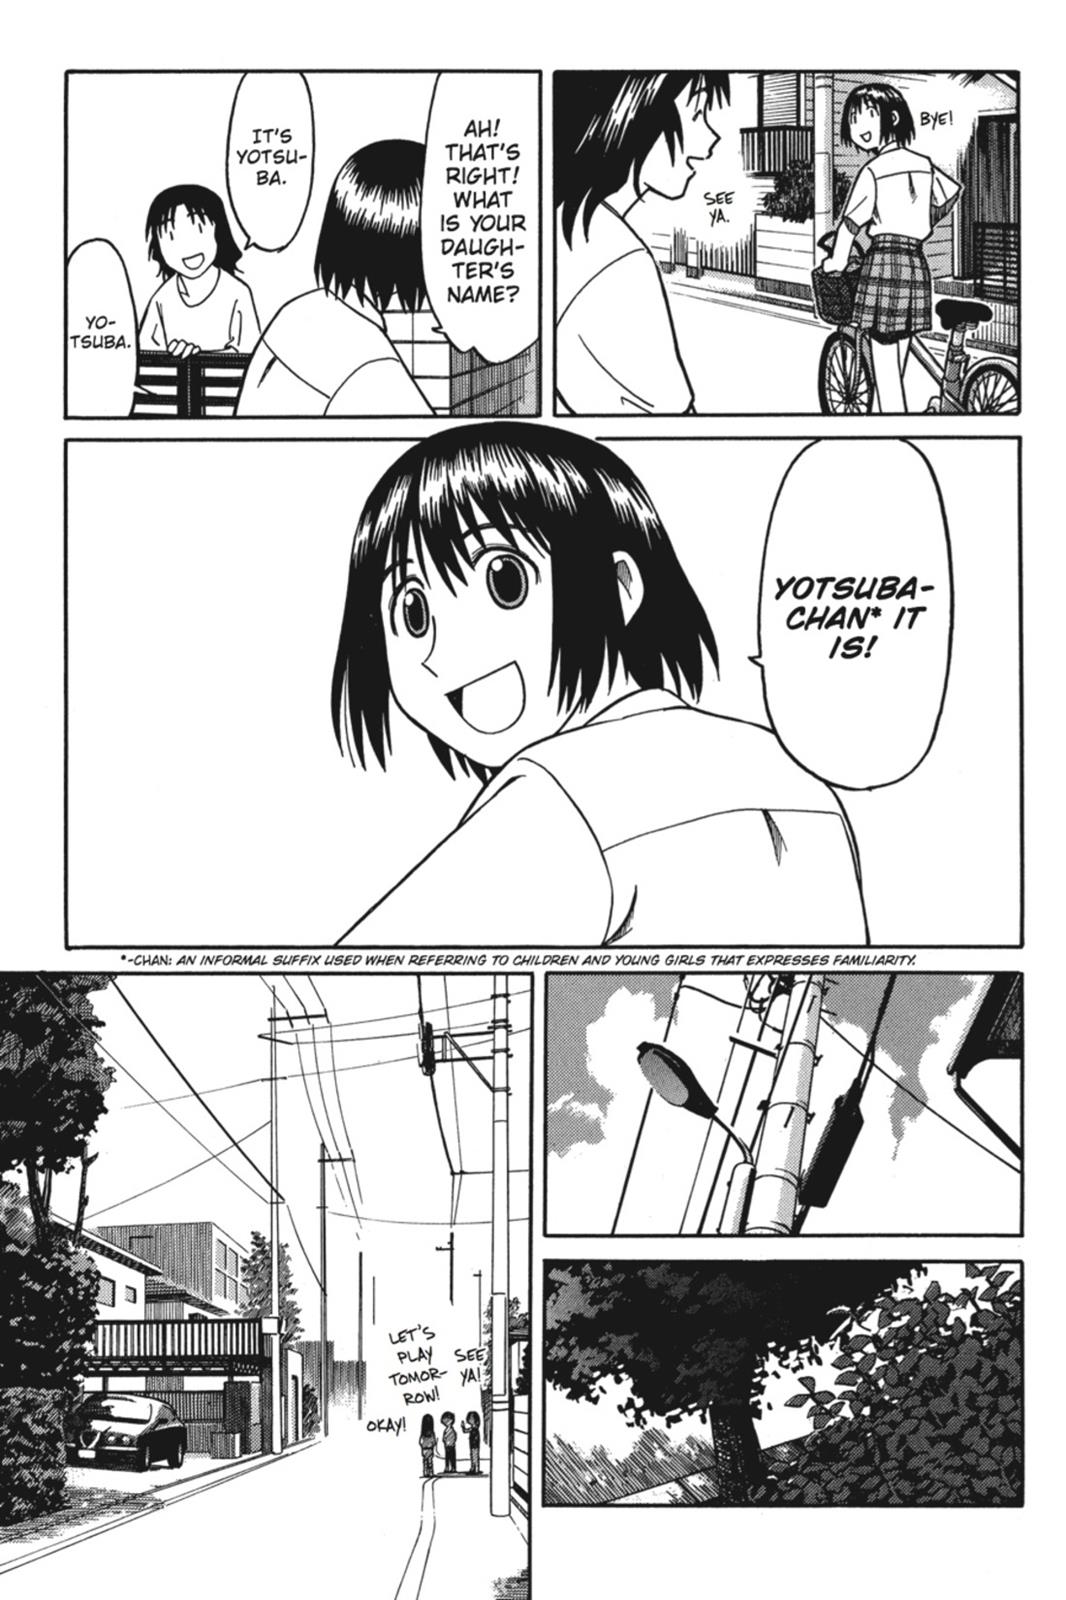 BYE!
SEE
YA.
AH!
THAT'S
RIGHT!
WHAT
IS YOUR
DAUGH-
TER'S
NAME?
IT'S
YOTSU-
BA.
YO-
TSUBA.
YOTSUBA-
CHAN* IT
IS!
*-CHAN: AN INFORMAL SUFFIX USED WHEN REFERRING TO CHILDREN AND YOUNG GIRLS THAT EXPRESSES FAMILIARITY.
SEE
YA!
LET'S
PLAY
TOMOR-
ROW!
OKAY!